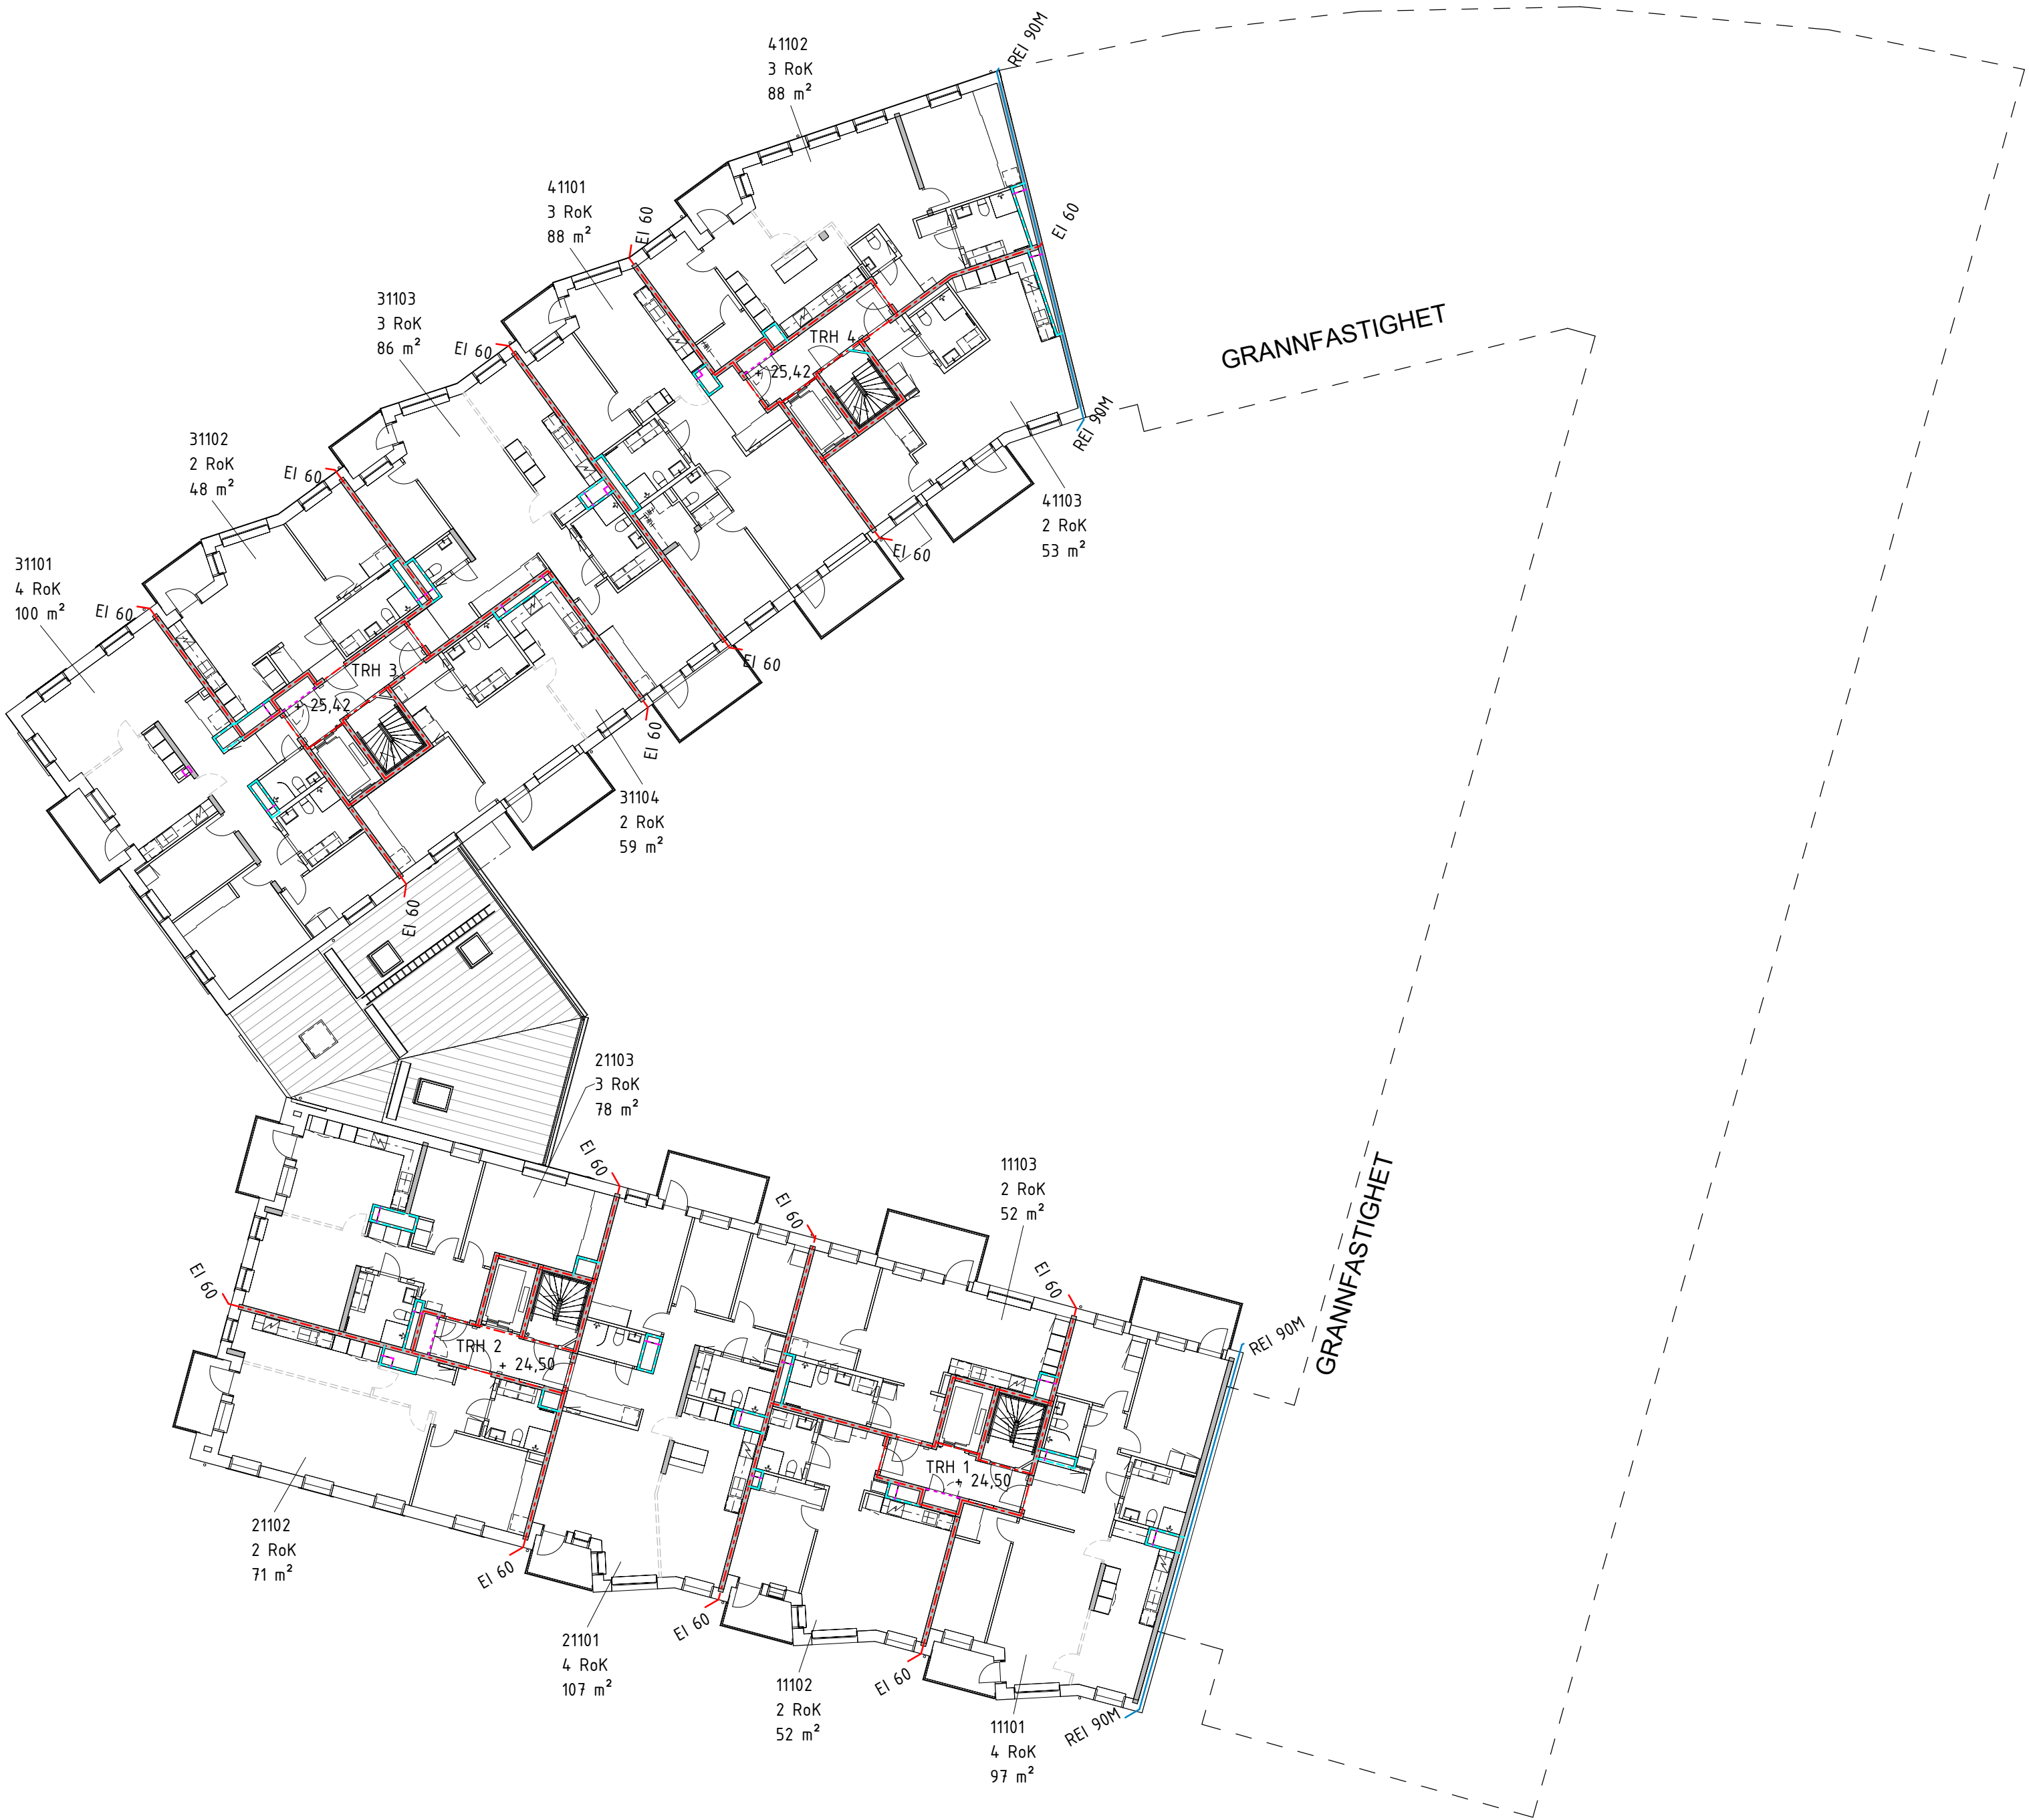 41102
3 RoK
88 m²
REI 90M
41101
3 RoK
88 m²
EI 60
EI 60
31103
3 RoK
86 m²
EI 60
TRH 4
+ 25,42
GRANNFASTIGHET
REI 90M
31102
2 RoK
48 m²
EI 60
41103
2 RoK
53 m²
EI 60
31101
4 RoK
100 m²
EI 60
TRH 3
+ 25,42
EI 60
EI 60
31104
2 RoK
59 m²
EI 60
21103
3 RoK
78 m²
EI 60
11103
2 RoK
52 m²
EI 60
GRANNFASTIGHET
EI 60
EI 60
REI 90M
TRH 2
+ 24,50
TRH 1
+ 24,50
21102
2 RoK
71 m²
EI 60
21101
4 RoK
107 m²
EI 60
11102
2 RoK
52 m²
EI 60
11101
4 RoK
97 m²
REI 90M